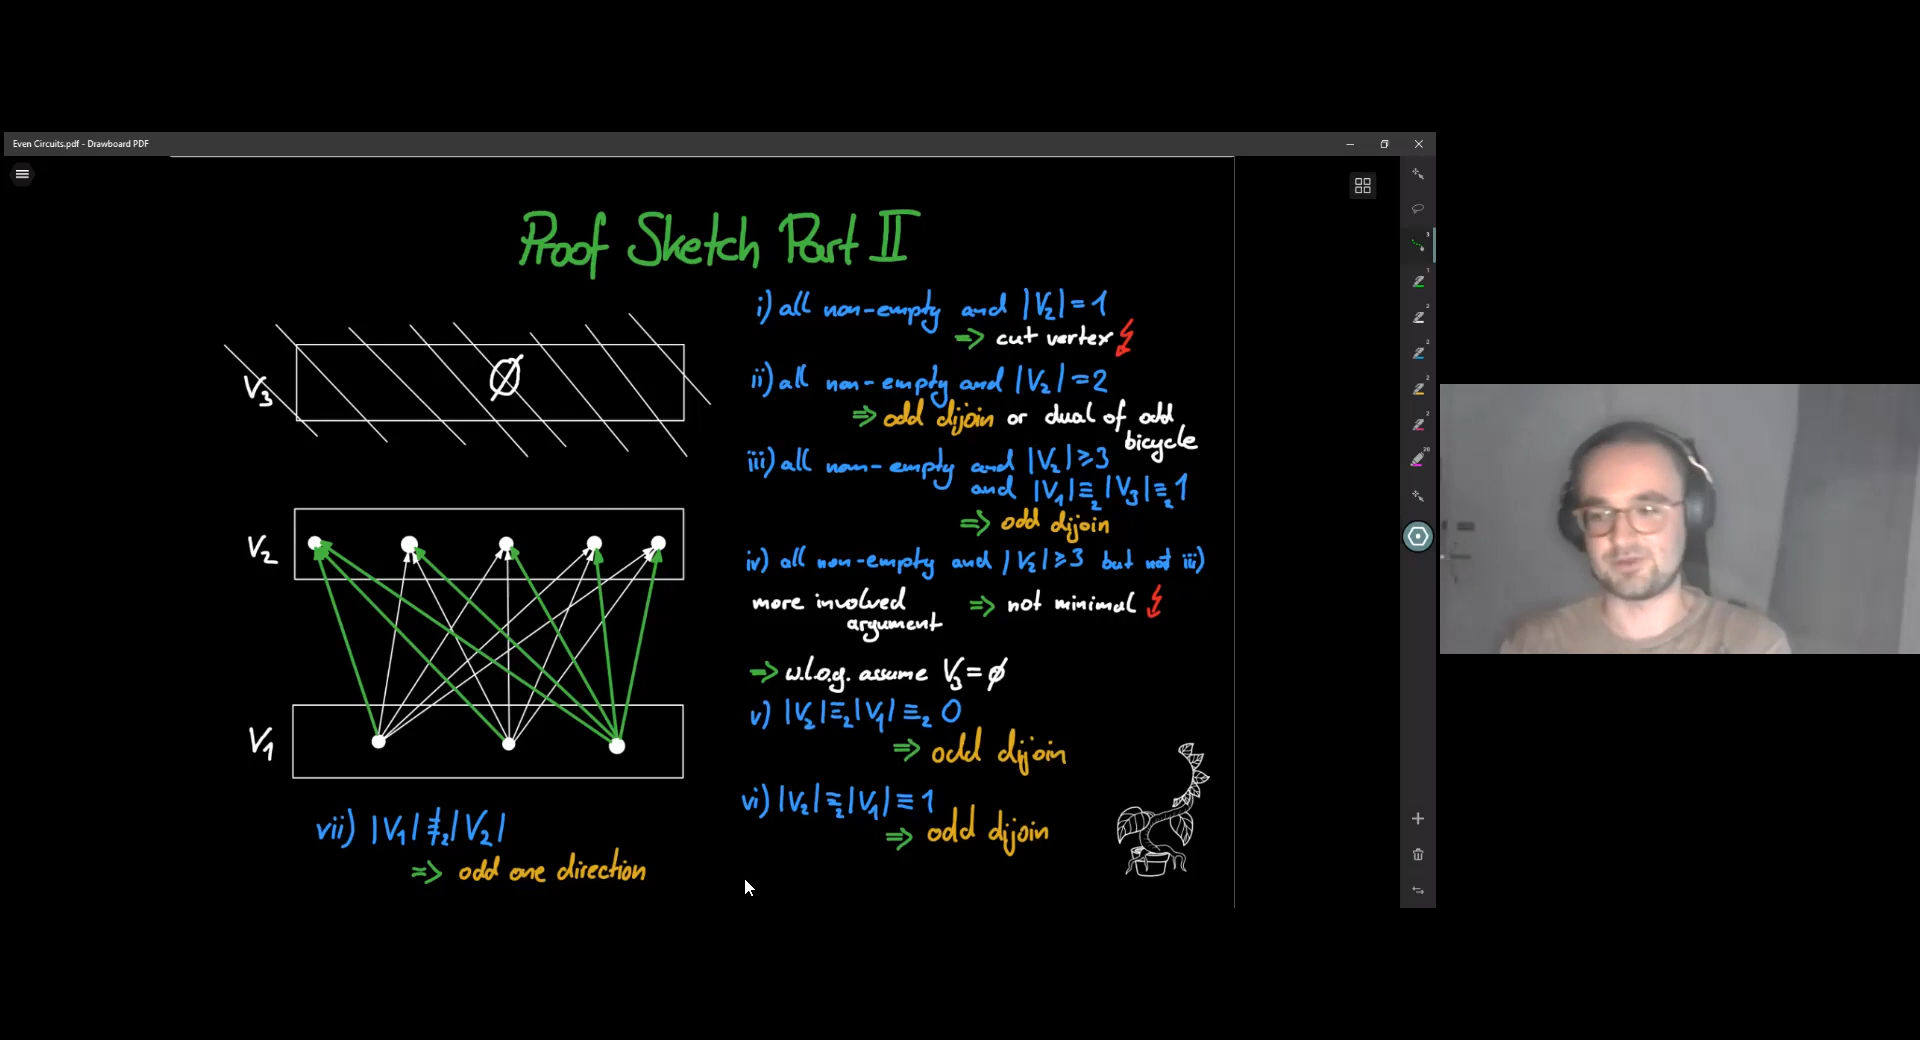 Even Circuits.pdf - Drawboard PDF
Proof Sketch Part II
V₃ ∅
V₂
V₁
vii) |V₁| ≢₂ |V₂|
⇒ odd one direction
i) all non-empty and |V₂| = 1
⇒ cut vertex
ii) all non-empty and |V₂| = 2
⇒ odd dijoin or dual of odd
bicycle
iii) all non-empty and |V₂| ≥ 3
and |V₁| ≡₂ |V₃| ≡₂ 1
⇒ odd dijoin
iv) all non-empty and |V₂| ≥ 3 but not iii)
more involved
argument ⇒ not minimal
⇒ w.l.o.g. assume V₃ = ∅
v) |V₂| ≡₂ |V₁| ≡₂ 0
⇒ odd dijoin
vi) |V₂| ≡₂ |V₁| ≡ 1
⇒ odd dijoin